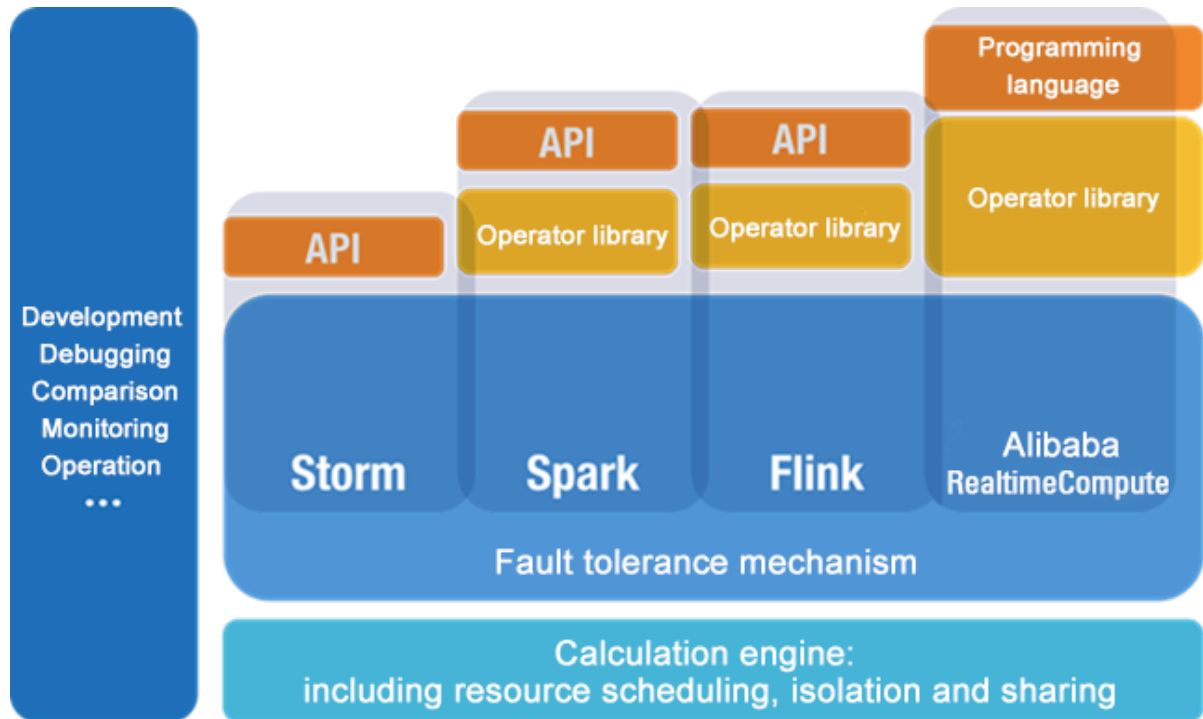 Development
Debugging
Comparison
Monitoring
Operation
...
API
API
Operator library
API
Operator library
Programming
language
Operator library
Storm
Spark
Flink
Alibaba
RealtimeCompute
Fault tolerance mechanism
Calculation engine:
including resource scheduling, isolation and sharing